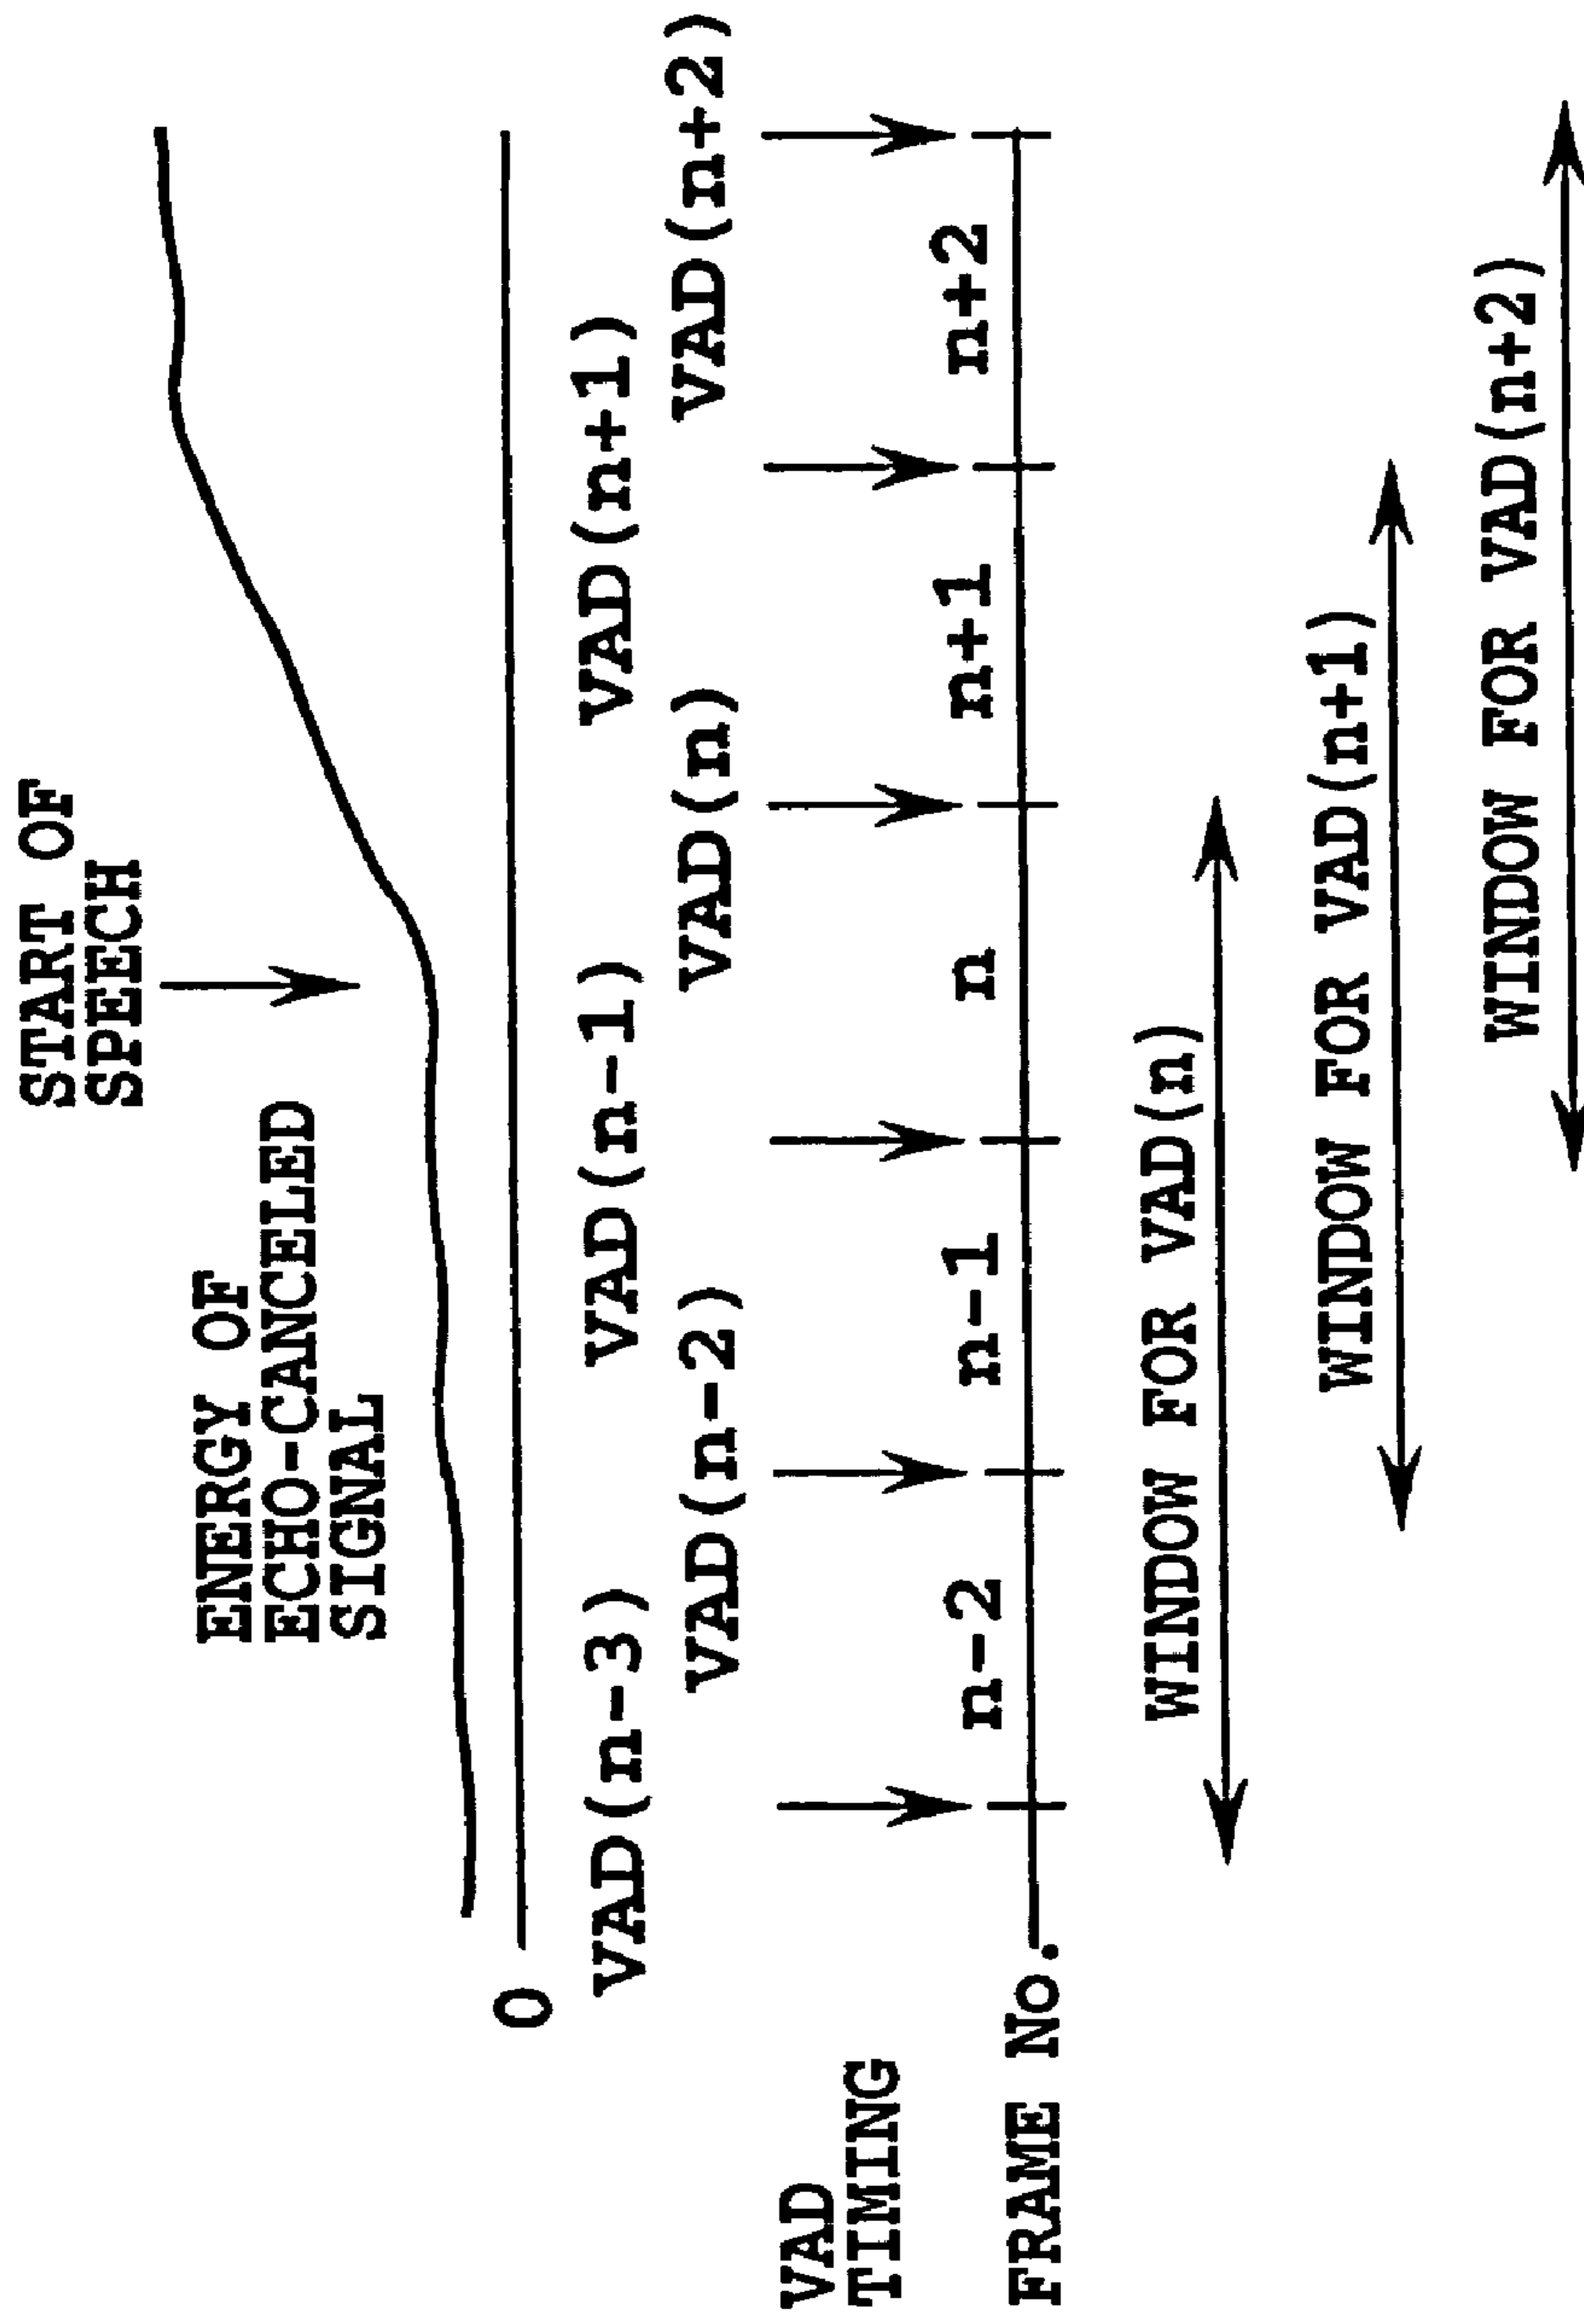 START OF
SPEECH
ENERGY OF
ECHO-CANCELED
SIGNAL
0
VAD(n-3)
VAD(n-1)
VAD(n+1)
VAD(n-2)
VAD(n)
VAD(n+2)
VAD
TIMING
n-2
n-1
n
n+1
n+2
FRAME No.
WINDOW FOR VAD(n)
WINDOW FOR VAD(n+1)
WINDOW FOR VAD(n+2)